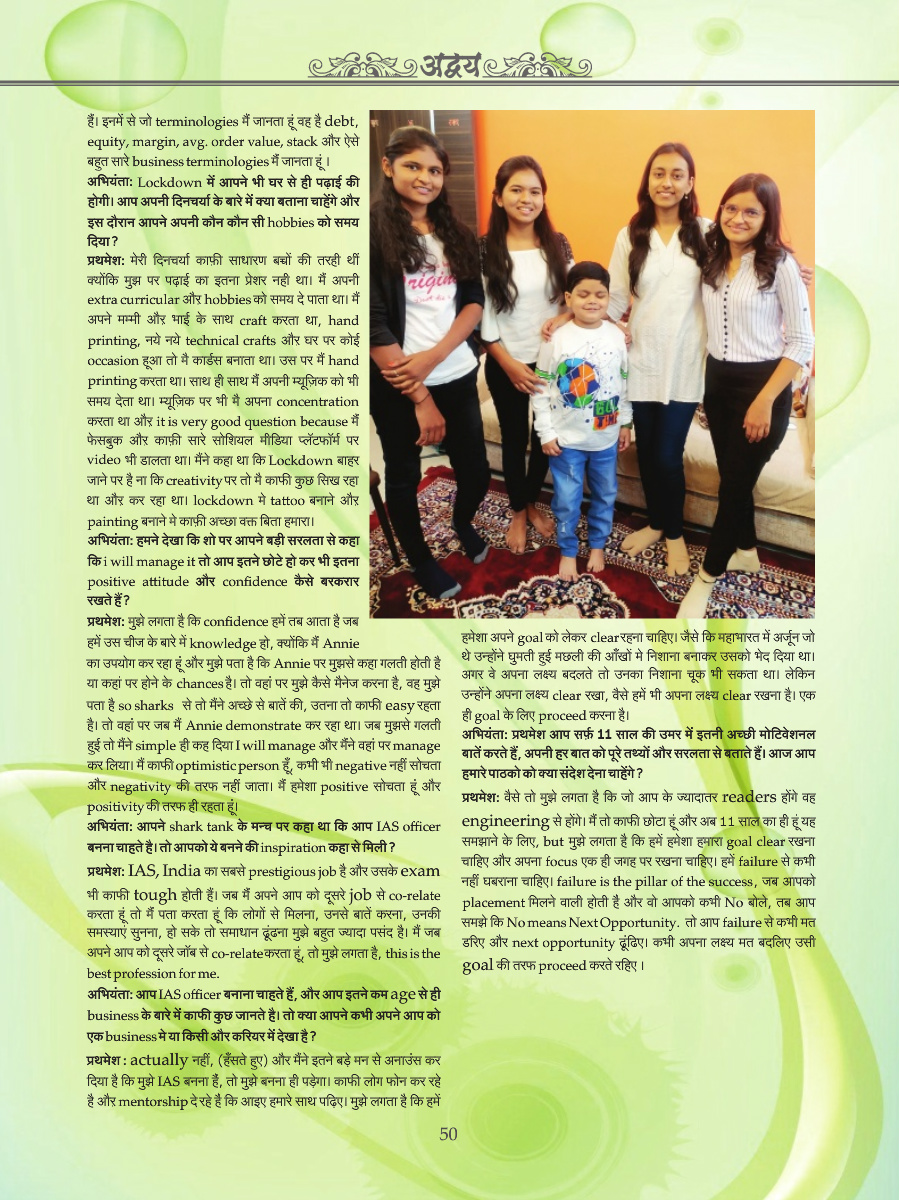 अद्वय
हैं। इनमें से जो terminologies मैं जानता हूं वह है debt,
equity, margin, avg. order value, stack और ऐसे
बहुत सारे business terminologies मैं जानता हूं ।
अभियंता: Lockdown में आपने भी घर से ही पढ़ाई की
होगी। आप अपनी दिनचर्या के बारे में क्या बताना चाहेंगे और
इस दौरान आपने अपनी कौन कौन सी hobbies को समय
दिया ?
प्रथमेश: मेरी दिनचर्या काफ़ी साधारण बच्चों की तरही थीं
क्योंकि मुझ पर पढ़ाई का इतना प्रेशर नही था। मैं अपनी
extra curricular और hobbies को समय दे पाता था। मैं
अपने मम्मी और भाई के साथ craft करता था, hand
printing, नये नये technical crafts और घर पर कोई
occasion हूआ तो मै कार्डस बनाता था। उस पर मैं hand
printing करता था। साथ ही साथ मैं अपनी म्यूज़िक को भी
समय देता था। म्यूज़िक पर भी मै अपना concentration
करता था और it is very good question because मैं
फेसबुक और काफ़ी सारे सोशियल मीडिया प्लॅटफॉर्म पर
video भी डालता था। मैंने कहा था कि Lockdown बाहर
जाने पर है ना कि creativity पर तो मै काफी कुछ सिख रहा
था और कर रहा था। lockdown मे tattoo बनाने और
painting बनाने मे काफ़ी अच्छा वक्त बिता हमारा।
अभियंता: हमने देखा कि शो पर आपने बड़ी सरलता से कहा
कि i will manage it तो आप इतने छोटे हो कर भी इतना
positive attitude और confidence कैसे बरकरार
रखते हैं ?
प्रथमेश: मुझे लगता है कि confidence हमें तब आता है जब
हमें उस चीज के बारे में knowledge हो, क्योंकि मैं Annie
का उपयोग कर रहा हूं और मुझे पता है कि Annie पर मुझसे कहा गलती होती है
या कहां पर होने के chances है। तो वहां पर मुझे कैसे मैनेज करना है, वह मुझे
पता है so sharks से तो मैंने अच्छे से बातें की, उतना तो काफी easy रहता
है। तो वहां पर जब मैं Annie demonstrate कर रहा था। जब मुझसे गलती
हुई तो मैंने simple ही कह दिया I will manage और मैंने वहां पर manage
कर लिया। मैं काफी optimistic person हूँ, कभी भी negative नहीं सोचता
और negativity की तरफ नहीं जाता। मैं हमेशा positive सोचता हूं और
positivity की तरफ ही रहता हूं।
अभियंता: आपने shark tank के मन्च पर कहा था कि आप IAS officer
बनना चाहते है। तो आपको ये बनने की inspiration कहा से मिली ?
प्रथमेश: IAS, India का सबसे prestigious job है और उसके exam
भी काफी tough होती हैं। जब मैं अपने आप को दूसरे job से co-relate
करता हूं तो मैं पता करता हूं कि लोगों से मिलना, उनसे बातें करना, उनकी
समस्याएं सुनना, हो सके तो समाधान ढूंढना मुझे बहुत ज्यादा पसंद है। मैं जब
अपने आप को दूसरे जॉब से co-relate करता हूं, तो मुझे लगता है, this is the
best profession for me.
अभियंता: आप IAS officer बनाना चाहते हैं, और आप इतने कम age से ही
business के बारे में काफी कुछ जानते है। तो क्या आपने कभी अपने आप को
एक business मे या किसी और करियर में देखा है ?
प्रथमेश : actually नहीं, (हँसते हुए) और मैंने इतने बड़े मन से अनाउंस कर
दिया है कि मुझे IAS बनना हैं, तो मुझे बनना ही पड़ेगा। काफी लोग फोन कर रहे
है और mentorship दे रहे है कि आइए हमारे साथ पढ़िए। मुझे लगता है कि हमें
हमेशा अपने goal को लेकर clear रहना चाहिए। जैसे कि महाभारत में अर्जून जो
थे उन्होंने घुमती हुई मछली की आँखों मे निशाना बनाकर उसको भेद दिया था।
अगर वे अपना लक्ष्य बदलते तो उनका निशाना चूक भी सकता था। लेकिन
उन्होंने अपना लक्ष्य clear रखा, वैसे हमें भी अपना लक्ष्य clear रखना है। एक
ही goal के लिए proceed करना है।
अभियंता: प्रथमेश आप सर्फ़ 11 साल की उमर में इतनी अच्छी मोटिवेशनल
बातें करते हैं, अपनी हर बात को पूरे तथ्यों और सरलता से बताते हैं। आज आप
हमारे पाठको को क्या संदेश देना चाहेंगे ?
प्रथमेश: वैसे तो मुझे लगता है कि जो आप के ज्यादातर readers होंगे वह
engineering से होंगे। मैं तो काफी छोटा हूं और अब 11 साल का ही हूं यह
समझाने के लिए, but मुझे लगता है कि हमें हमेशा हमारा goal clear रखना
चाहिए और अपना focus एक ही जगह पर रखना चाहिए। हमें failure से कभी
नहीं घबराना चाहिए। failure is the pillar of the success, जब आपको
placement मिलने वाली होती है और वो आपको कभी No बोले, तब आप
समझे कि No means Next Opportunity. तो आप failure से कभी मत
डरिए और next opportunity ढूंढिए। कभी अपना लक्ष्य मत बदलिए उसी
goal की तरफ proceed करते रहिए ।
50